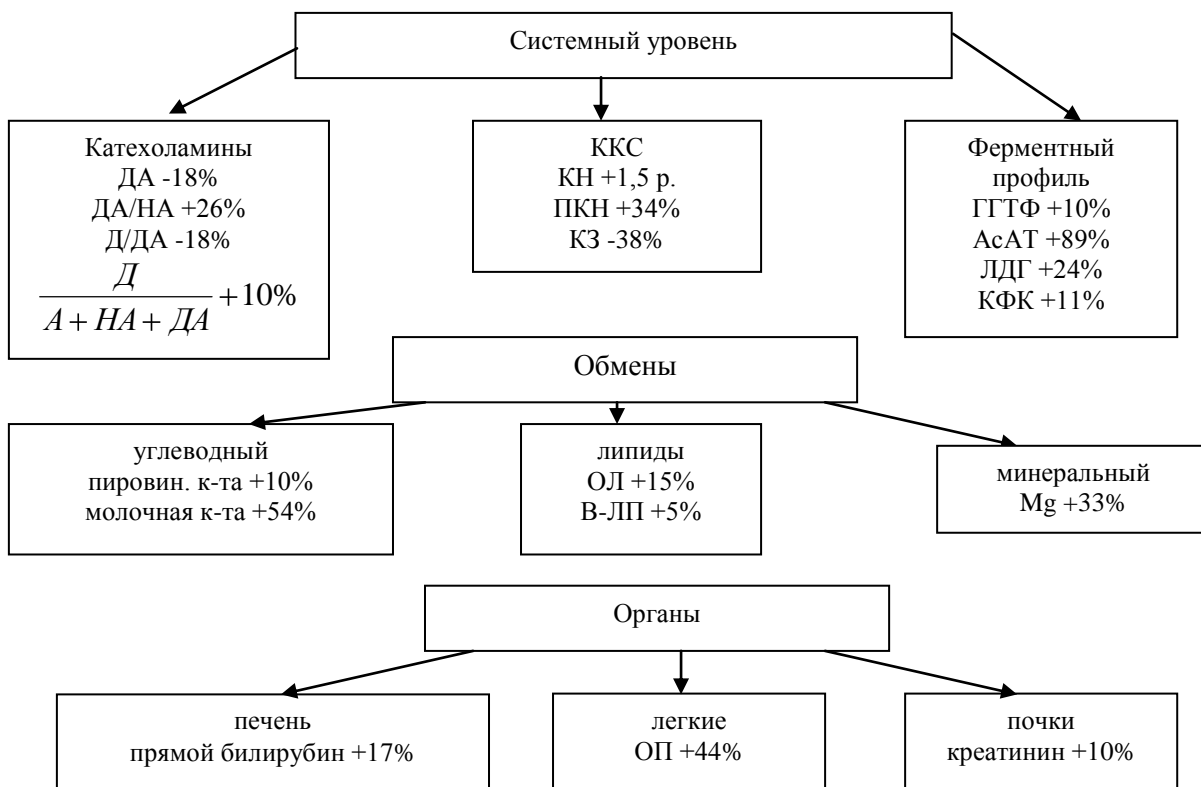 Системный уровень
Катехоламины
ДА -18%
ДА/НА +26%
Д/ДА -18%
Д
А + НА + ДА +10%
ККС
КН +1,5 р.
ПКН +34%
КЗ -38%
Ферментный
профиль
ГГТФ +10%
АсАТ +89%
ЛДГ +24%
КФК +11%
Обмены
углеводный
пировин. к-та +10%
молочная к-та +54%
липиды
ОЛ +15%
В-ЛП +5%
минеральный
Mg +33%
Органы
печень
прямой билирубин +17%
легкие
ОП +44%
почки
креатинин +10%